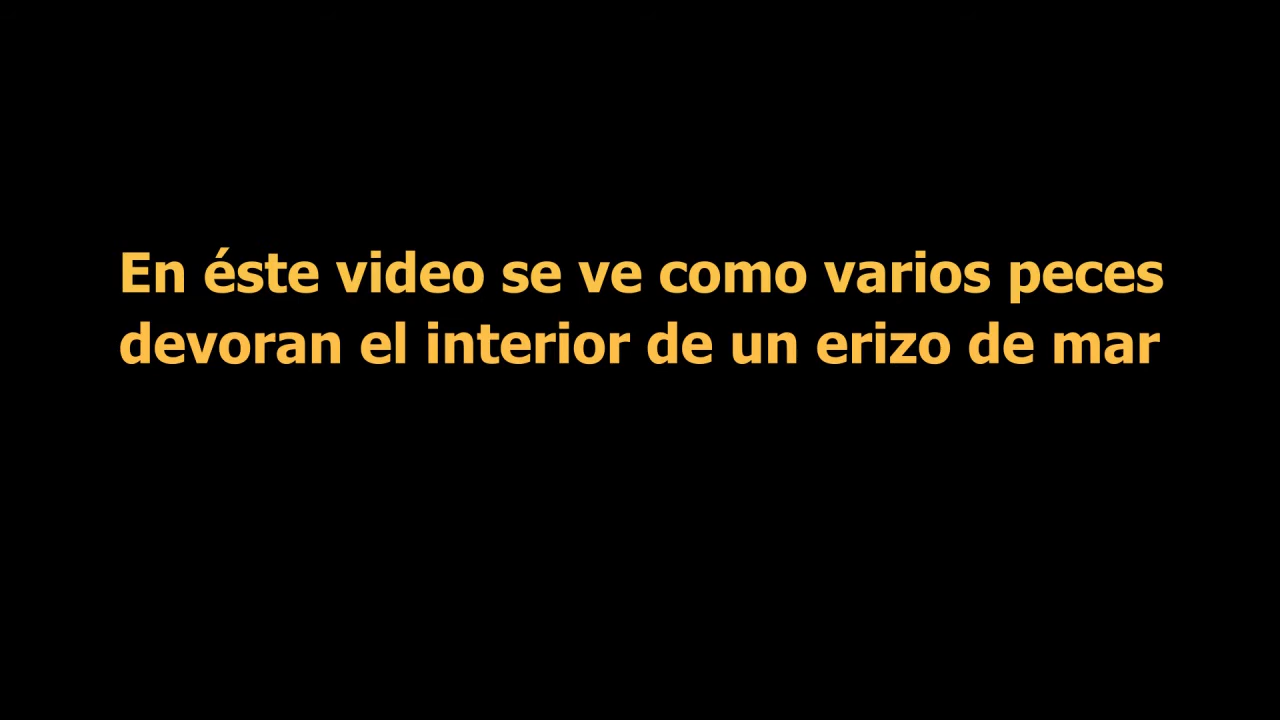 En éste video se ve como varios peces
devoran el interior de un erizo de mar